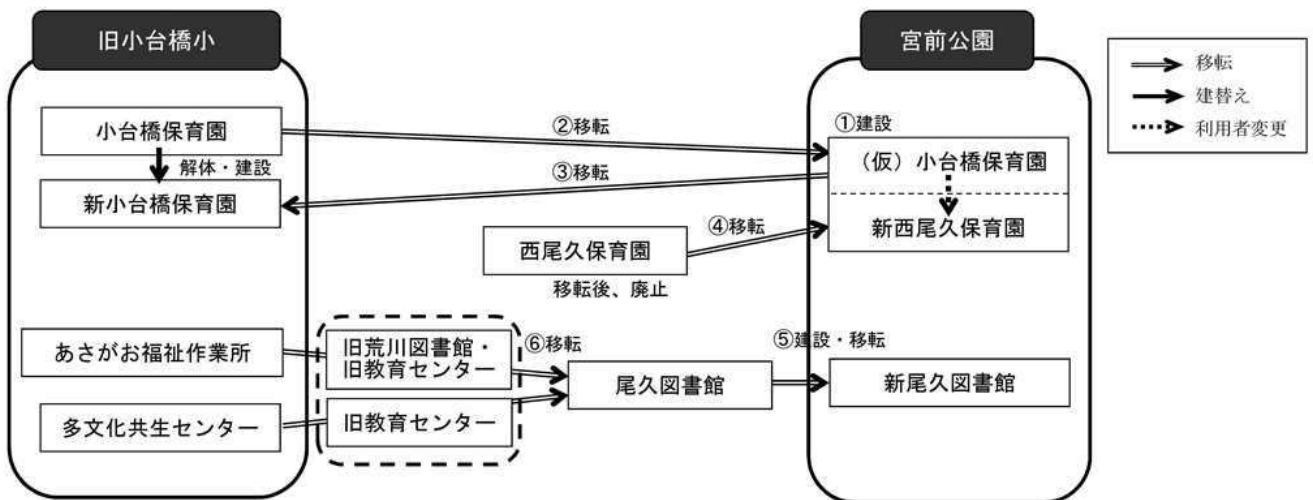 旧小台橋小
宮前公園
移転
建替え
利用者変更
小台橋保育園
②移転
①建設
(仮)小台橋保育園
解体・建設
③移転
新小台橋保育園
④移転
新西尾久保育園
西尾久保育園
移転後、廃止
あさがお福祉作業所
旧荒川図書館・
旧教育センター
⑥移転
⑤建設・移転
尾久図書館
新尾久図書館
多文化共生センター
旧教育センター